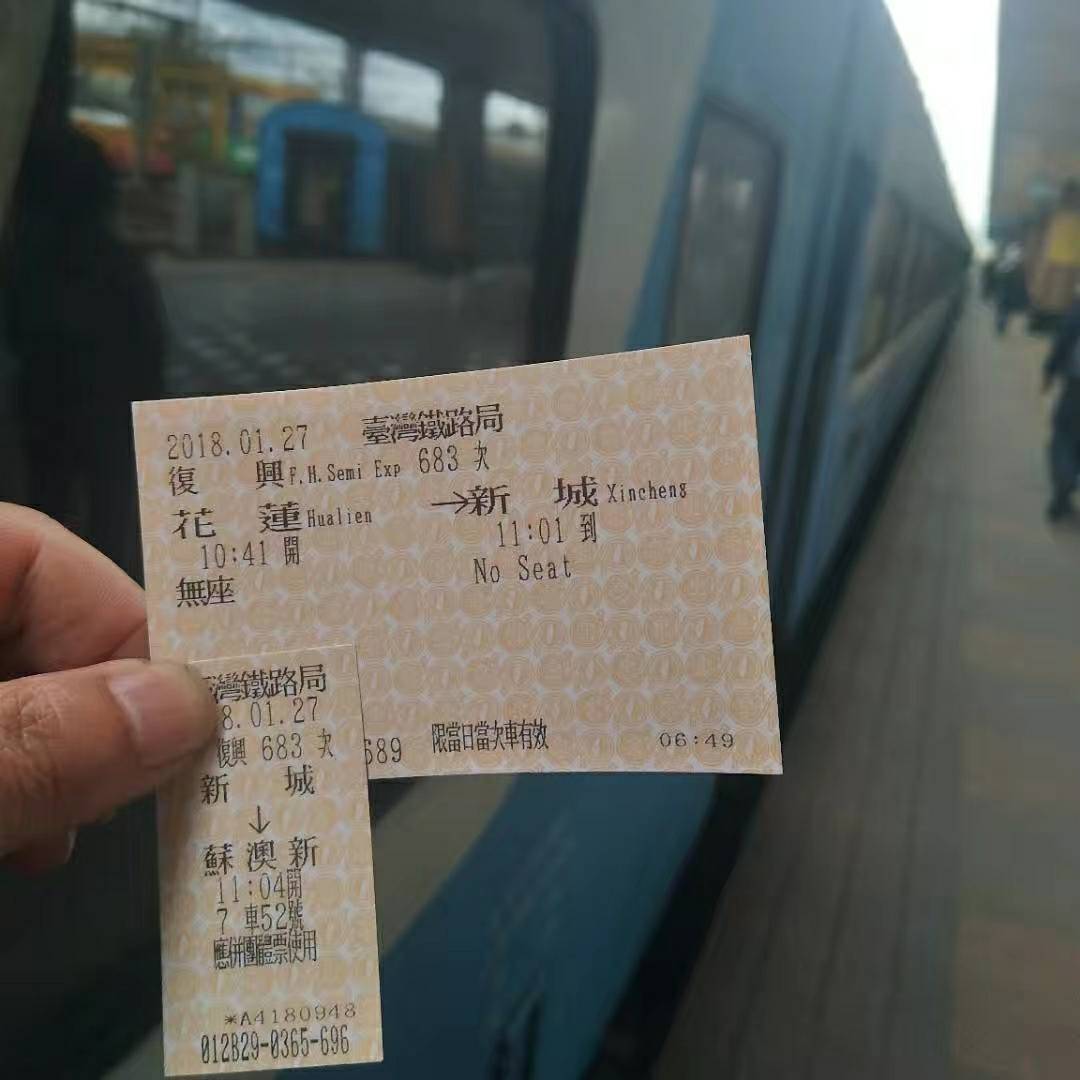 2018.01.27 臺灣鐵路局
復興 F.H.Semi Exp 683 次
花蓮 Hualien →新城 Xincheng
10:41 開 11:01 到
無座 No Seat
689 限當日當次車有效 06:49
灣鐵路局
8.01.27
復興 683 次
新城
↓
蘇澳新
11:04開
7 車52號
應併團體票使用
*A4180948
012B29-0365-696